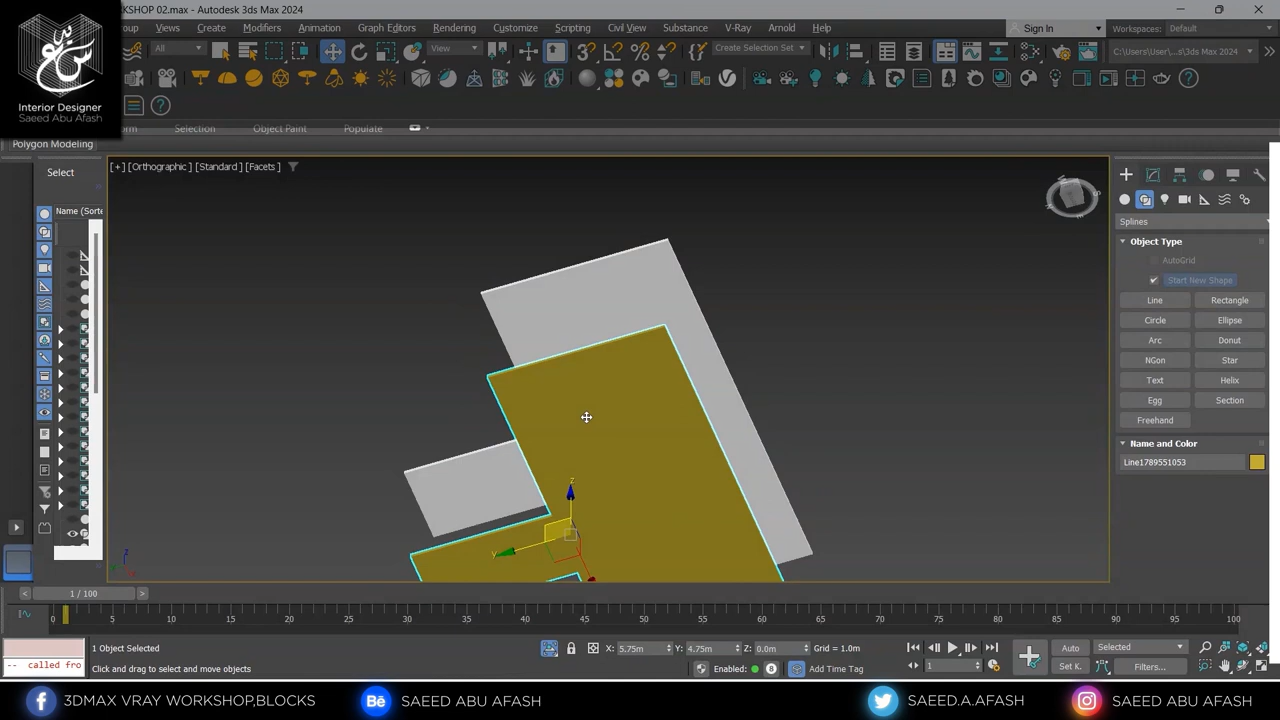 KSHOP 02.max - Autodesk 3ds Max 2024
oup Views Create Modifiers Animation Graph Editors Rendering Customize Scripting Civil View Substance V-Ray Arnold Help Sign In Workspaces: Default
All View Create Selection Set C:\Users\User,...s\3ds Max 2024
Interior Designer
Saeed Abu Afash
orm Selection Object Paint Populate
Polygon Modeling
[+] [Orthographic] [Standard] [Facets]
Select
Name (Sorte
Splines
Object Type
AutoGrid
Start New Shape
Line Rectangle
Circle Ellipse
Arc Donut
NGon Star
Text Helix
Egg Section
Freehand
Name and Color
Line1789551053
z
y
z
1 / 100
0 5 10 15 20 25 30 35 40 45 50 55 60 65 70 75 80 85 90 95 100
1 Object Selected X: 5.75m Y: 4.75m Z: 0.0m Grid = 1.0m Auto Selected
-- called fro Click and drag to select and move objects Enabled: 8 Add Time Tag 1 Set K. Filters...
3DMAX VRAY WORKSHOP,BLOCKS Bē SAEED ABU AFASH SAEED.A.AFASH SAEED ABU AFASH